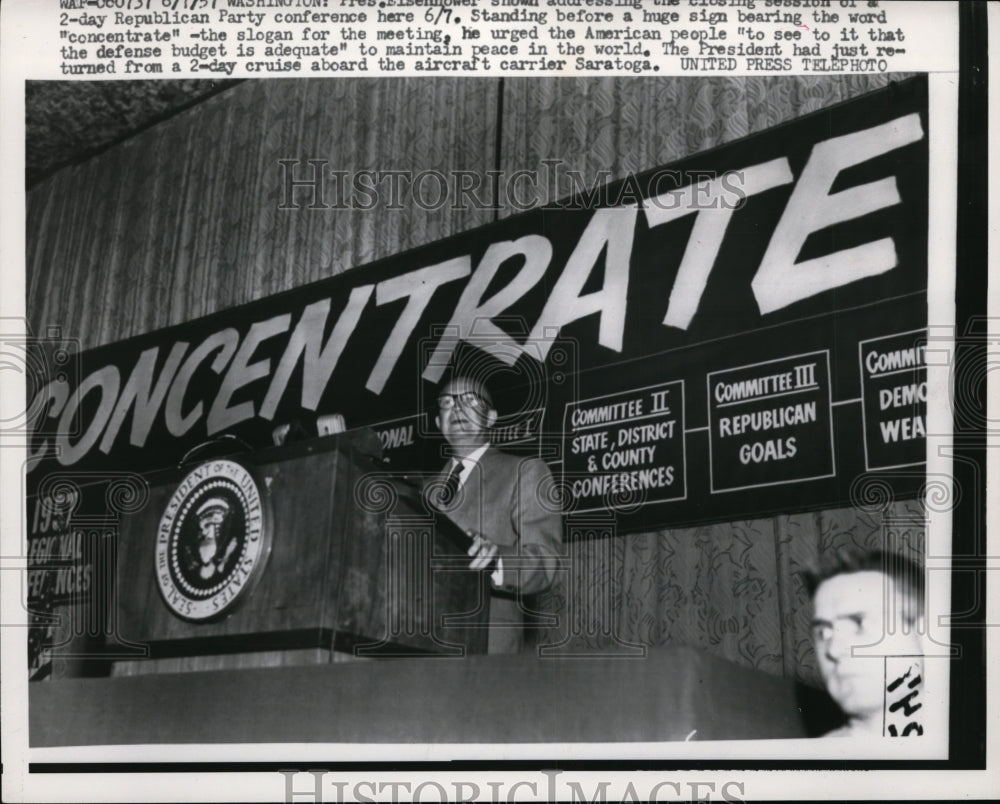 WASHINGTON: Pres. Eisenhower shown addressing the closing session of a
2-day Republican Party conference here 6/7. Standing before a huge sign bearing the word
"concentrate" -the slogan for the meeting, he urged the American people "to see to it that
the defense budget is adequate" to maintain peace in the world. The President had just re-
turned from a 2-day cruise aboard the aircraft carrier Saratoga. UNITED PRESS TELEPHOTO
HISTORIC IMAGES
CONCENTRATE
COMMITTEE II
STATE, DISTRICT
& COUNTY
CONFERENCES
COMMITTEE III
REPUBLICAN
GOALS
COMMIT
DEMO
WEA
SEAL OF THE PRESIDENT OF THE UNITED STATES
HISTORIC IMAGES